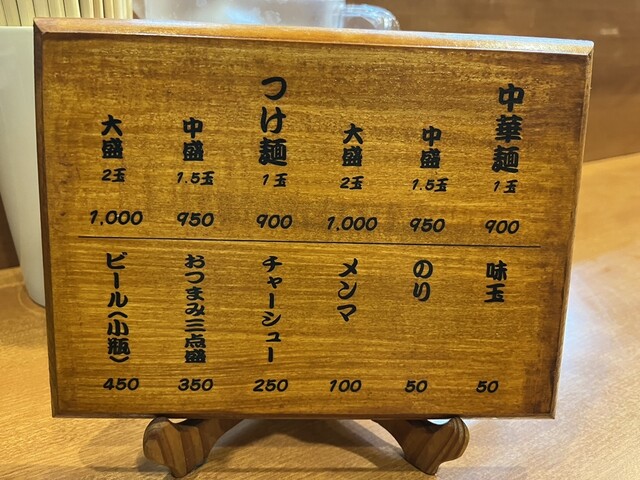 中華麺 1玉 900
中盛 1.5玉 950
大盛 2玉 1,000
つけ麺 1玉 900
中盛 1.5玉 950
大盛 2玉 1,000
味玉 50
のり 50
メンマ 100
チャーシュー 250
おつまみ三点盛 350
ビール(小瓶) 450